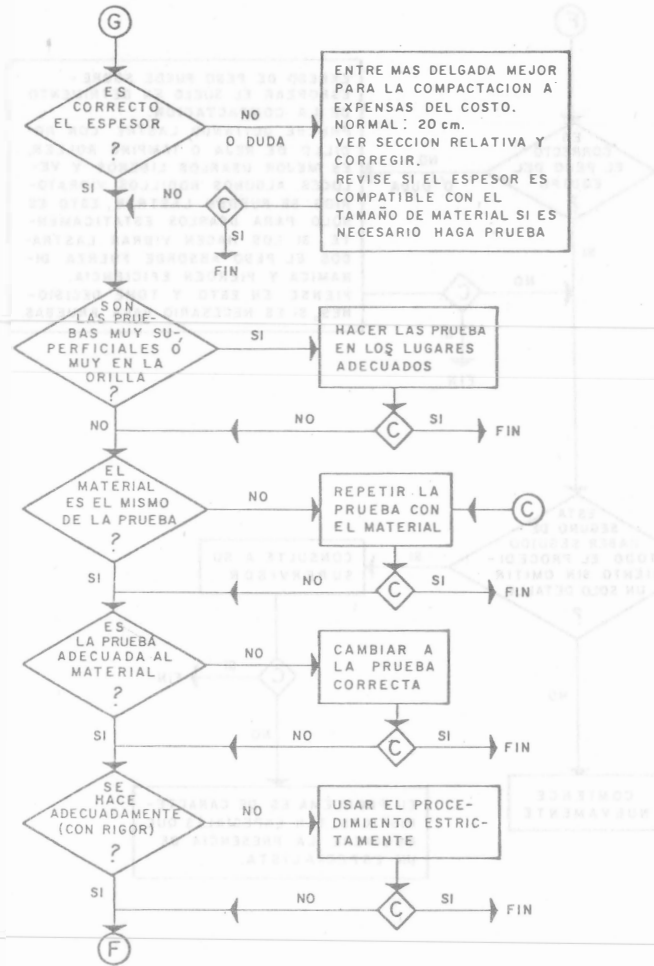 G
ES
CORRECTO
EL ESPESOR
?
NO
O DUDA
ENTRE MAS DELGADA MEJOR
PARA LA COMPACTACION A
EXPENSAS DEL COSTO.
NORMAL: 20 cm.
VER SECCION RELATIVA Y
CORREGIR.
REVISE SI EL ESPESOR ES
COMPATIBLE CON EL
TAMAÑO DE MATERIAL SI ES
NECESARIO HAGA PRUEBA
SI
NO
C
SI
FIN
SON
LAS PRUE-
BAS MUY SU-
PERFICIALES O
MUY EN LA
ORILLA
?
SI
HACER LAS PRUEBA
EN LOS LUGARES
ADECUADOS
NO
NO
C
SI
FIN
EL
MATERIAL
ES EL MISMO
DE LA PRUEBA
?
NO
REPETIR LA
PRUEBA CON
EL MATERIAL
C
SI
NO
C
SI
FIN
ES
LA PRUEBA
ADECUADA AL
MATERIAL
?
NO
CAMBIAR A
LA PRUEBA
CORRECTA
SI
NO
C
SI
FIN
SE
HACE
ADECUADAMENTE
(CON RIGOR)
?
NO
USAR EL PROCE-
DIMIENTO ESTRIC-
TAMENTE
SI
NO
C
SI
FIN
F